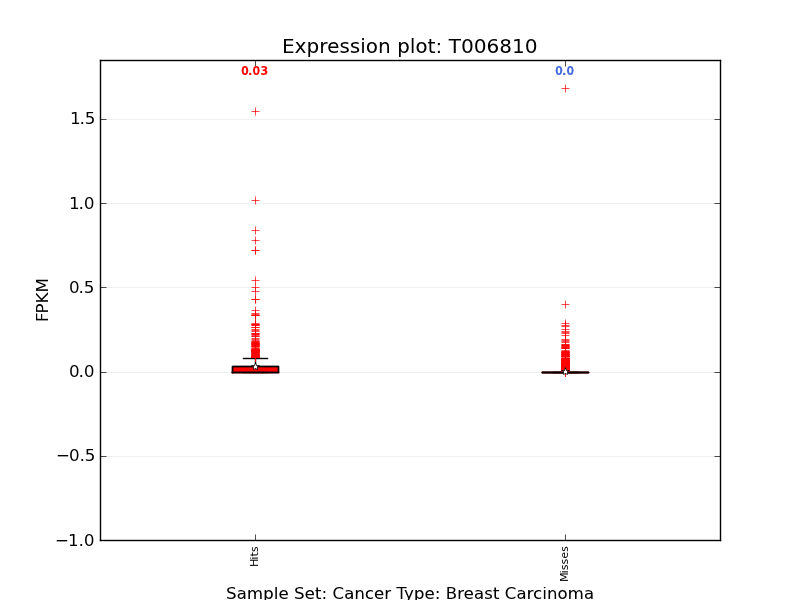 Expression plot: T006810
0.03
0.0
1.5
1.0
0.5
0.0
−0.5
−1.0
FPKM
Hits
Misses
Sample Set: Cancer Type: Breast Carcinoma